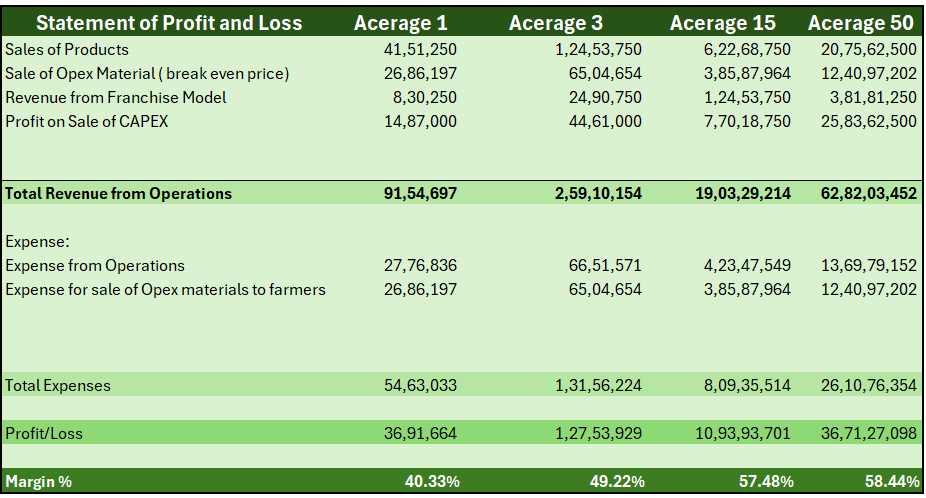 Statement of Profit and Loss Acerage 1 Acerage 3 Acerage 15 Acerage 50
Sales of Products 41,51,250 1,24,53,750 6,22,68,750 20,75,62,500
Sale of Opex Material ( break even price) 26,86,197 65,04,654 3,85,87,964 12,40,97,202
Revenue from Franchise Model 8,30,250 24,90,750 1,24,53,750 3,81,81,250
Profit on Sale of CAPEX 14,87,000 44,61,000 7,70,18,750 25,83,62,500
Total Revenue from Operations 91,54,697 2,59,10,154 19,03,29,214 62,82,03,452
Expense:
Expense from Operations 27,76,836 66,51,571 4,23,47,549 13,69,79,152
Expense for sale of Opex materials to farmers 26,86,197 65,04,654 3,85,87,964 12,40,97,202
Total Expenses 54,63,033 1,31,56,224 8,09,35,514 26,10,76,354
Profit/Loss 36,91,664 1,27,53,929 10,93,93,701 36,71,27,098
Margin % 40.33% 49.22% 57.48% 58.44%